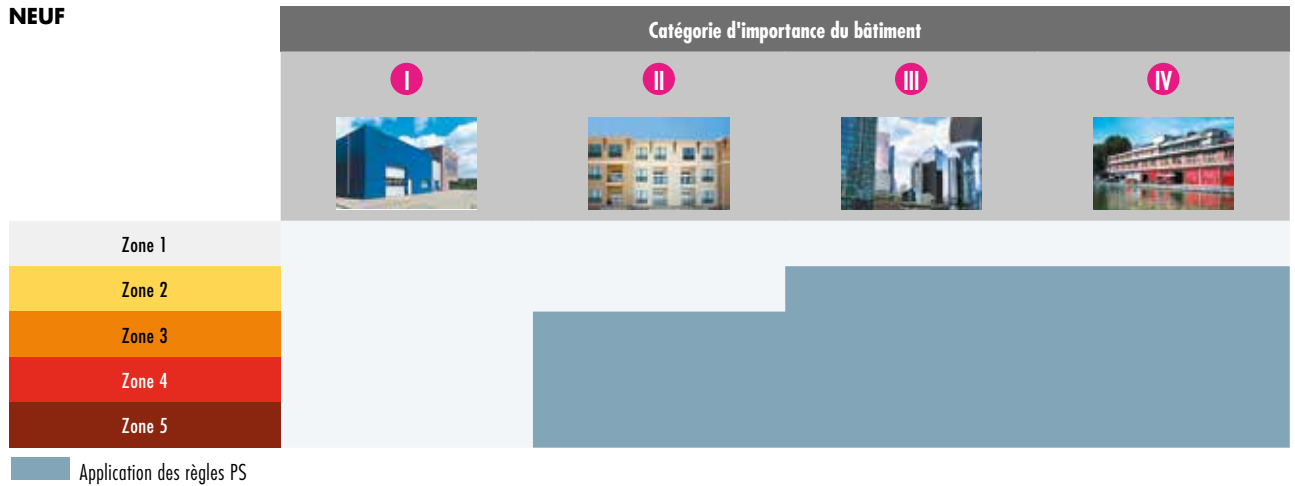 NEUF
Catégorie d'importance du bâtiment
I II III IV
Zone 1
Zone 2
Zone 3
Zone 4
Zone 5
Application des règles PS